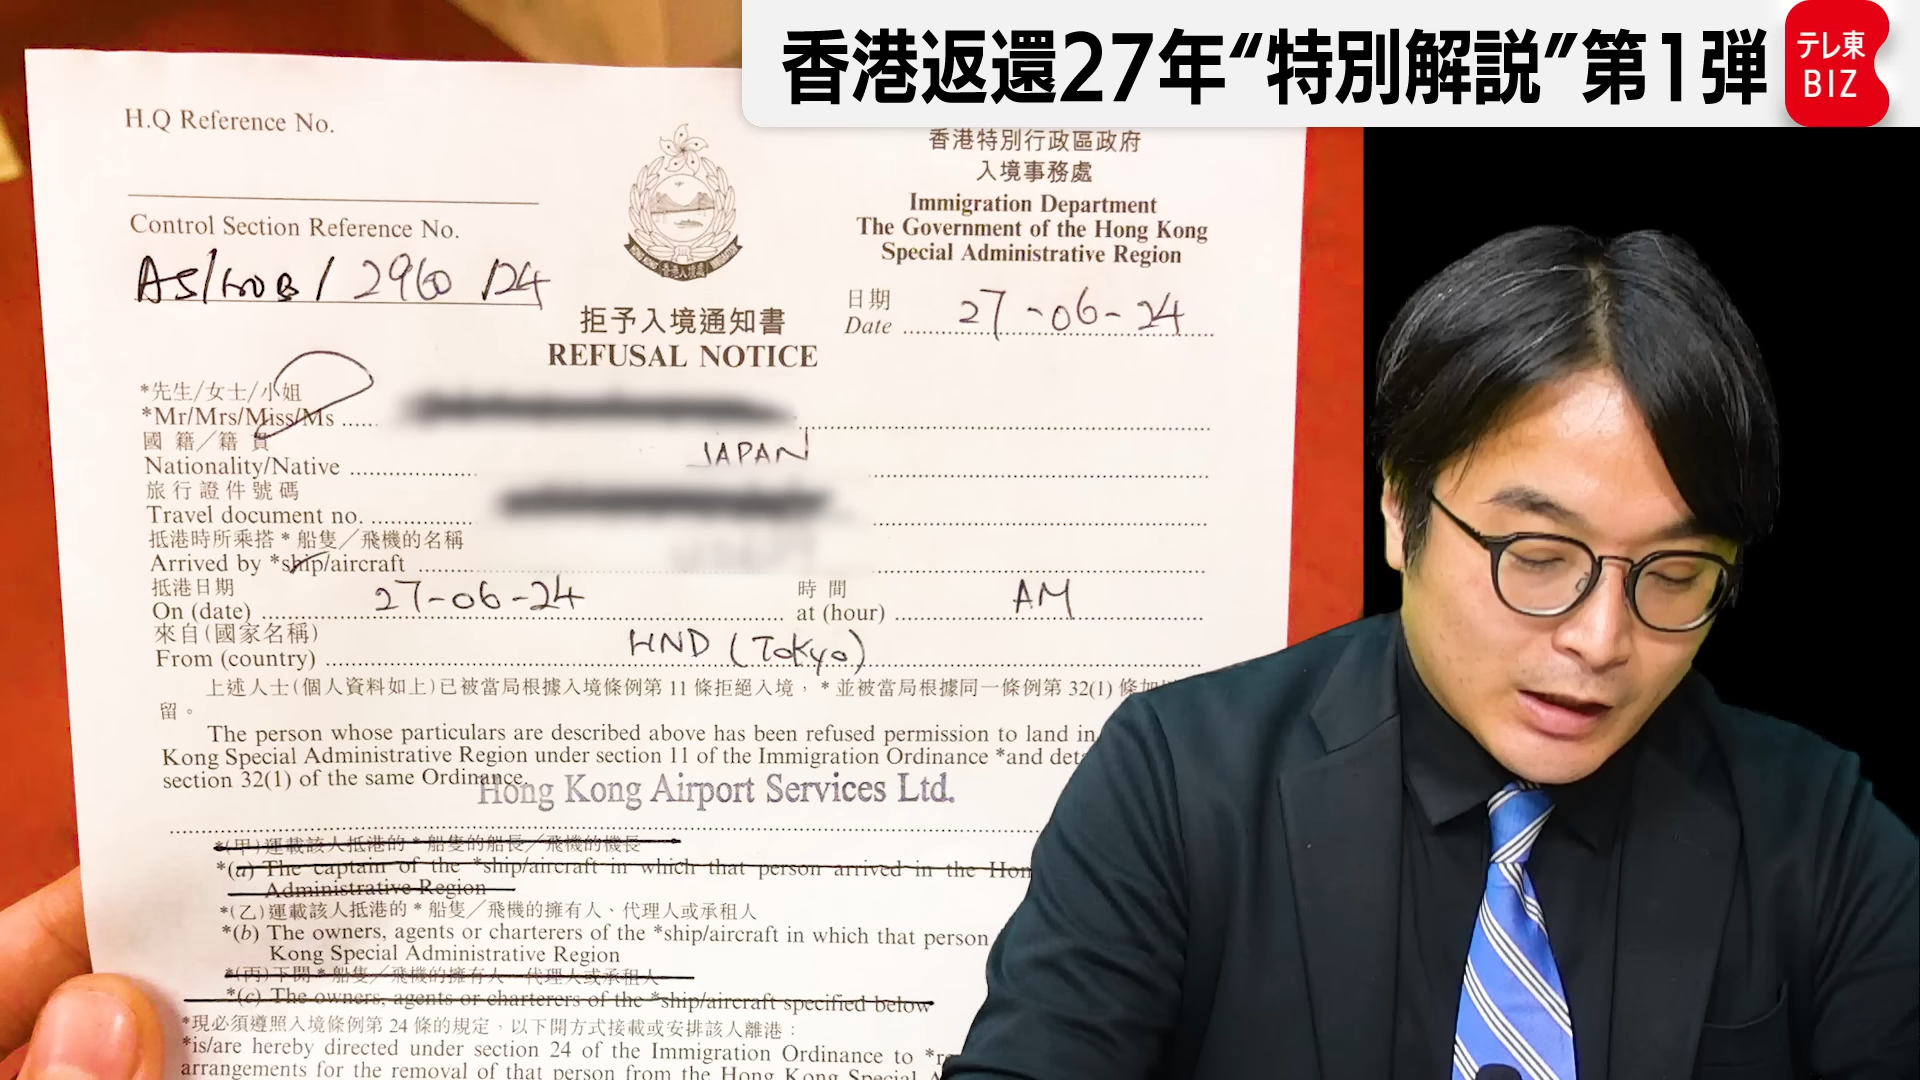 香港返還27年“特別解説”第1弾
テレ東
BIZ
H.Q Reference No.
香港特別行政區政府
入境事務處
Immigration Department
The Government of the Hong Kong
Special Administrative Region
Control Section Reference No.
2960 /24
日期
Date 27-06-24
拒予入境通知書
REFUSAL NOTICE
*先生/女士/小姐
*Mr/Mrs/Miss/Ms
國籍/籍貫
Nationality/Native JAPAN
旅行證件號碼
Travel document no.
抵港時所乘搭*船隻/飛機的名稱
Arrived by *ship/aircraft
抵港日期
On (date) 27-06-24
時間
at (hour) AM
來自(國家名稱)
From (country) HND (Tokyo)
上述人士(個人資料如上)已被當局根據入境條例第 11 條拒絕入境，*並被當局根據同一條例第 32(1) 條加以
留。
The person whose particulars are described above has been refused permission to land in
Kong Special Administrative Region under section 11 of the Immigration Ordinance *and det
section 32(1) of the same Ordinance.
Hong Kong Airport Services Ltd.
*(甲)運載該人抵港的*船隻的船長/飛機的機長
*(a) The captain of the *ship/aircraft in which that person arrived in the Hon
Administrative Region
*(乙)運載該人抵港的*船隻/飛機的擁有人、代理人或承租人
*(b) The owners, agents or charterers of the *ship/aircraft in which that person
Kong Special Administrative Region
*(丙)下開*船隻/飛機的擁有人、代理人或承租人
*(c) The owners, agents or charterers of the *ship/aircraft specified below
*現必須遵照入境條例第 24 條的規定，以下開方式接載或安排該人離港：
*is/are hereby directed under section 24 of the Immigration Ordinance to *re
arrangements for the removal of that person from the Hong Kong Special A